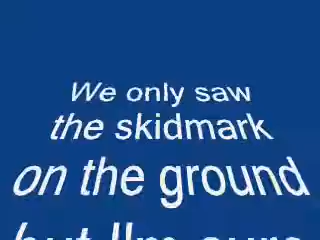 We only saw
the skidmark
on the ground
but I'm sure